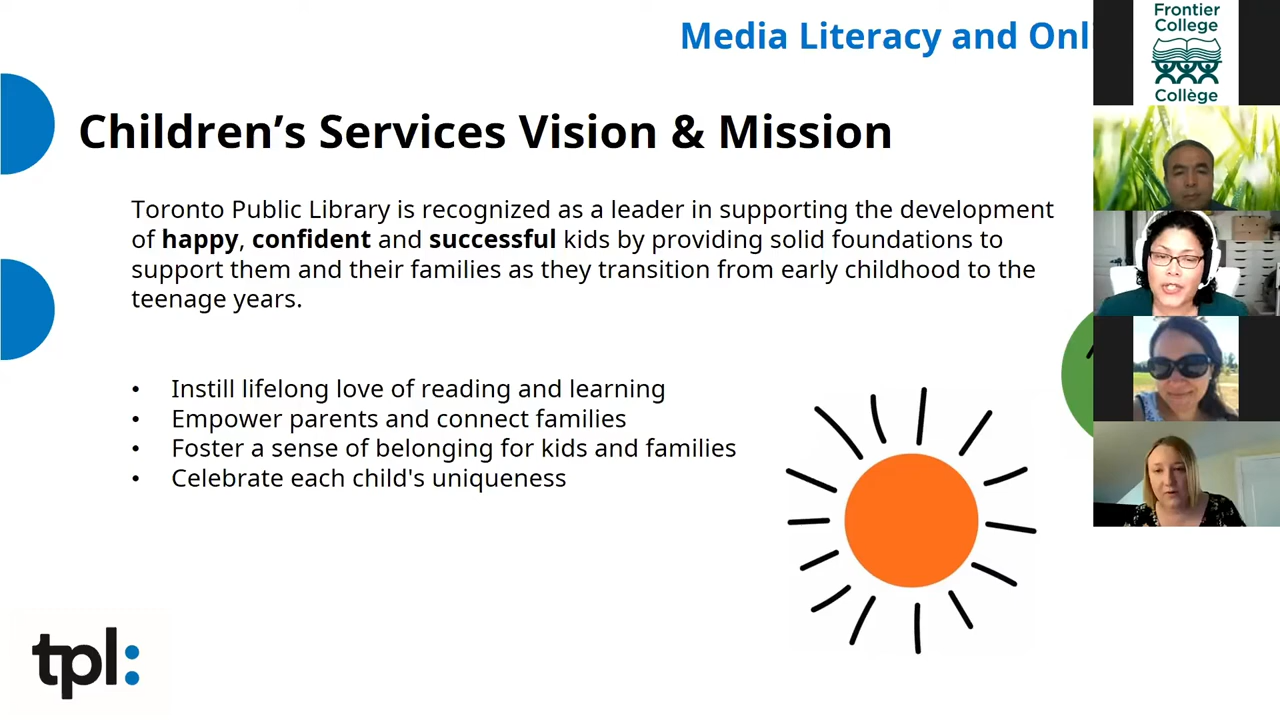 Media Literacy and Onli
Children's Services Vision & Mission
Toronto Public Library is recognized as a leader in supporting the development
of happy, confident and successful kids by providing solid foundations to
support them and their families as they transition from early childhood to the
teenage years.
• Instill lifelong love of reading and learning
• Empower parents and connect families
• Foster a sense of belonging for kids and families
• Celebrate each child's uniqueness
tpl:
Frontier
College
Collège